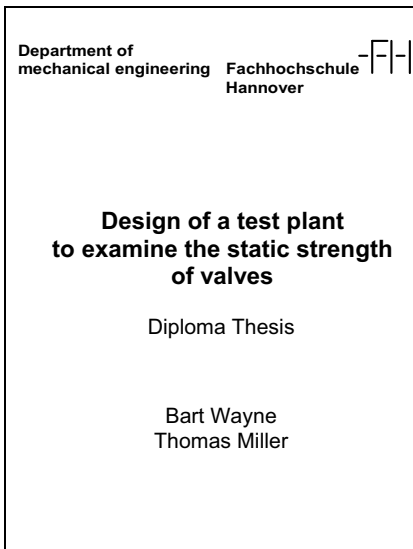 Department of
mechanical engineering Fachhochschule
Hannover
FH
Design of a test plant
to examine the static strength
of valves
Diploma Thesis
Bart Wayne
Thomas Miller